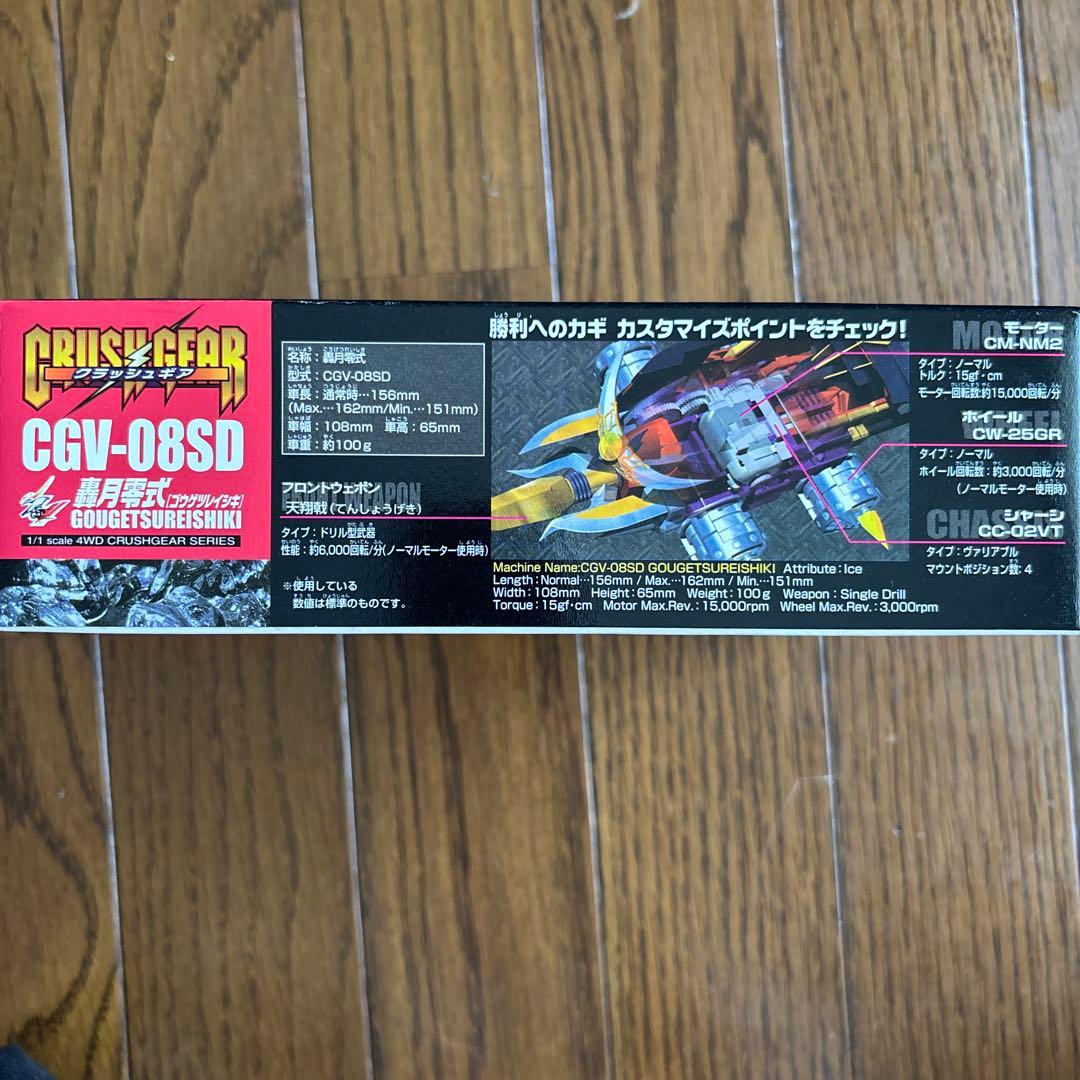 CRUSH GEAR
クラッシュギア
CGV-08SD
轟月零式[ゴウゲツレイシキ]
GOUGETSUREISHIKI
1/1 scale 4WD CRUSHGEAR SERIES
勝利へのカギ カスタマイズポイントをチェック!
名称:轟月零式
型式:CGV-08SD
車長:通常時…156mm
(Max.…162mm/Min.…151mm)
車幅:108mm 車高:65mm
車重:約100g
フロントウェポン
天翔戟(てんしょうげき)
タイプ:ドリル型武器
性能:約6,000回転/分(ノーマルモーター使用時)
※使用している
数値は標準のものです。
モーター
CM-NM2
タイプ:ノーマル
トルク:15gf・cm
モーター回転数:約15,000回転/分
ホイール
CW-25GR
タイプ:ノーマル
ホイール回転数:約3,000回転/分
(ノーマルモーター使用時)
シャーシ
CC-02VT
タイプ:ヴァリアブル
マウントポジション数:4
Machine Name:CGV-08SD GOUGETSUREISHIKI Attribute:Ice
Length:Normal…156mm / Max.…162mm / Min.…151mm
Width:108mm Height:65mm Weight:100g Weapon:Single Drill
Torque:15gf・cm Motor Max.Rev.:15,000rpm Wheel Max.Rev.:3,000rpm